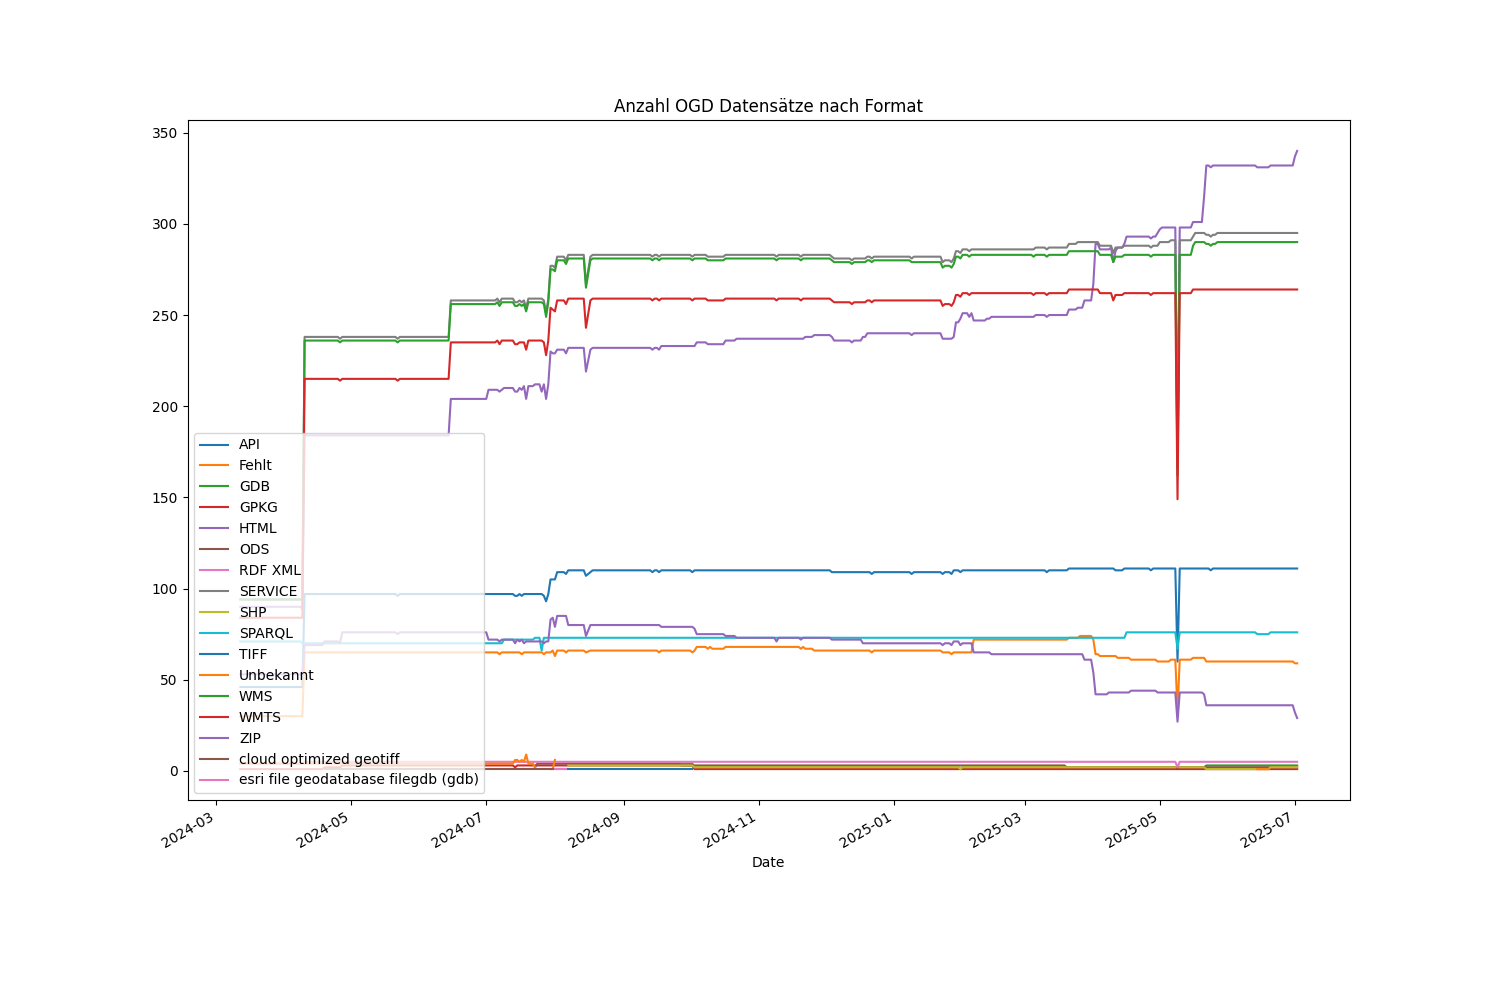 Anzahl OGD Datensätze nach Format
350
300
250
200
150
100
50
0
API
Fehlt
GDB
GPKG
HTML
ODS
RDF XML
SERVICE
SHP
SPARQL
TIFF
Unbekannt
WMS
WMTS
ZIP
cloud optimized geotiff
esri file geodatabase filegdb (gdb)
2024-03
2024-05
2024-07
2024-09
2024-11
2025-01
2025-03
2025-05
2025-07
Date